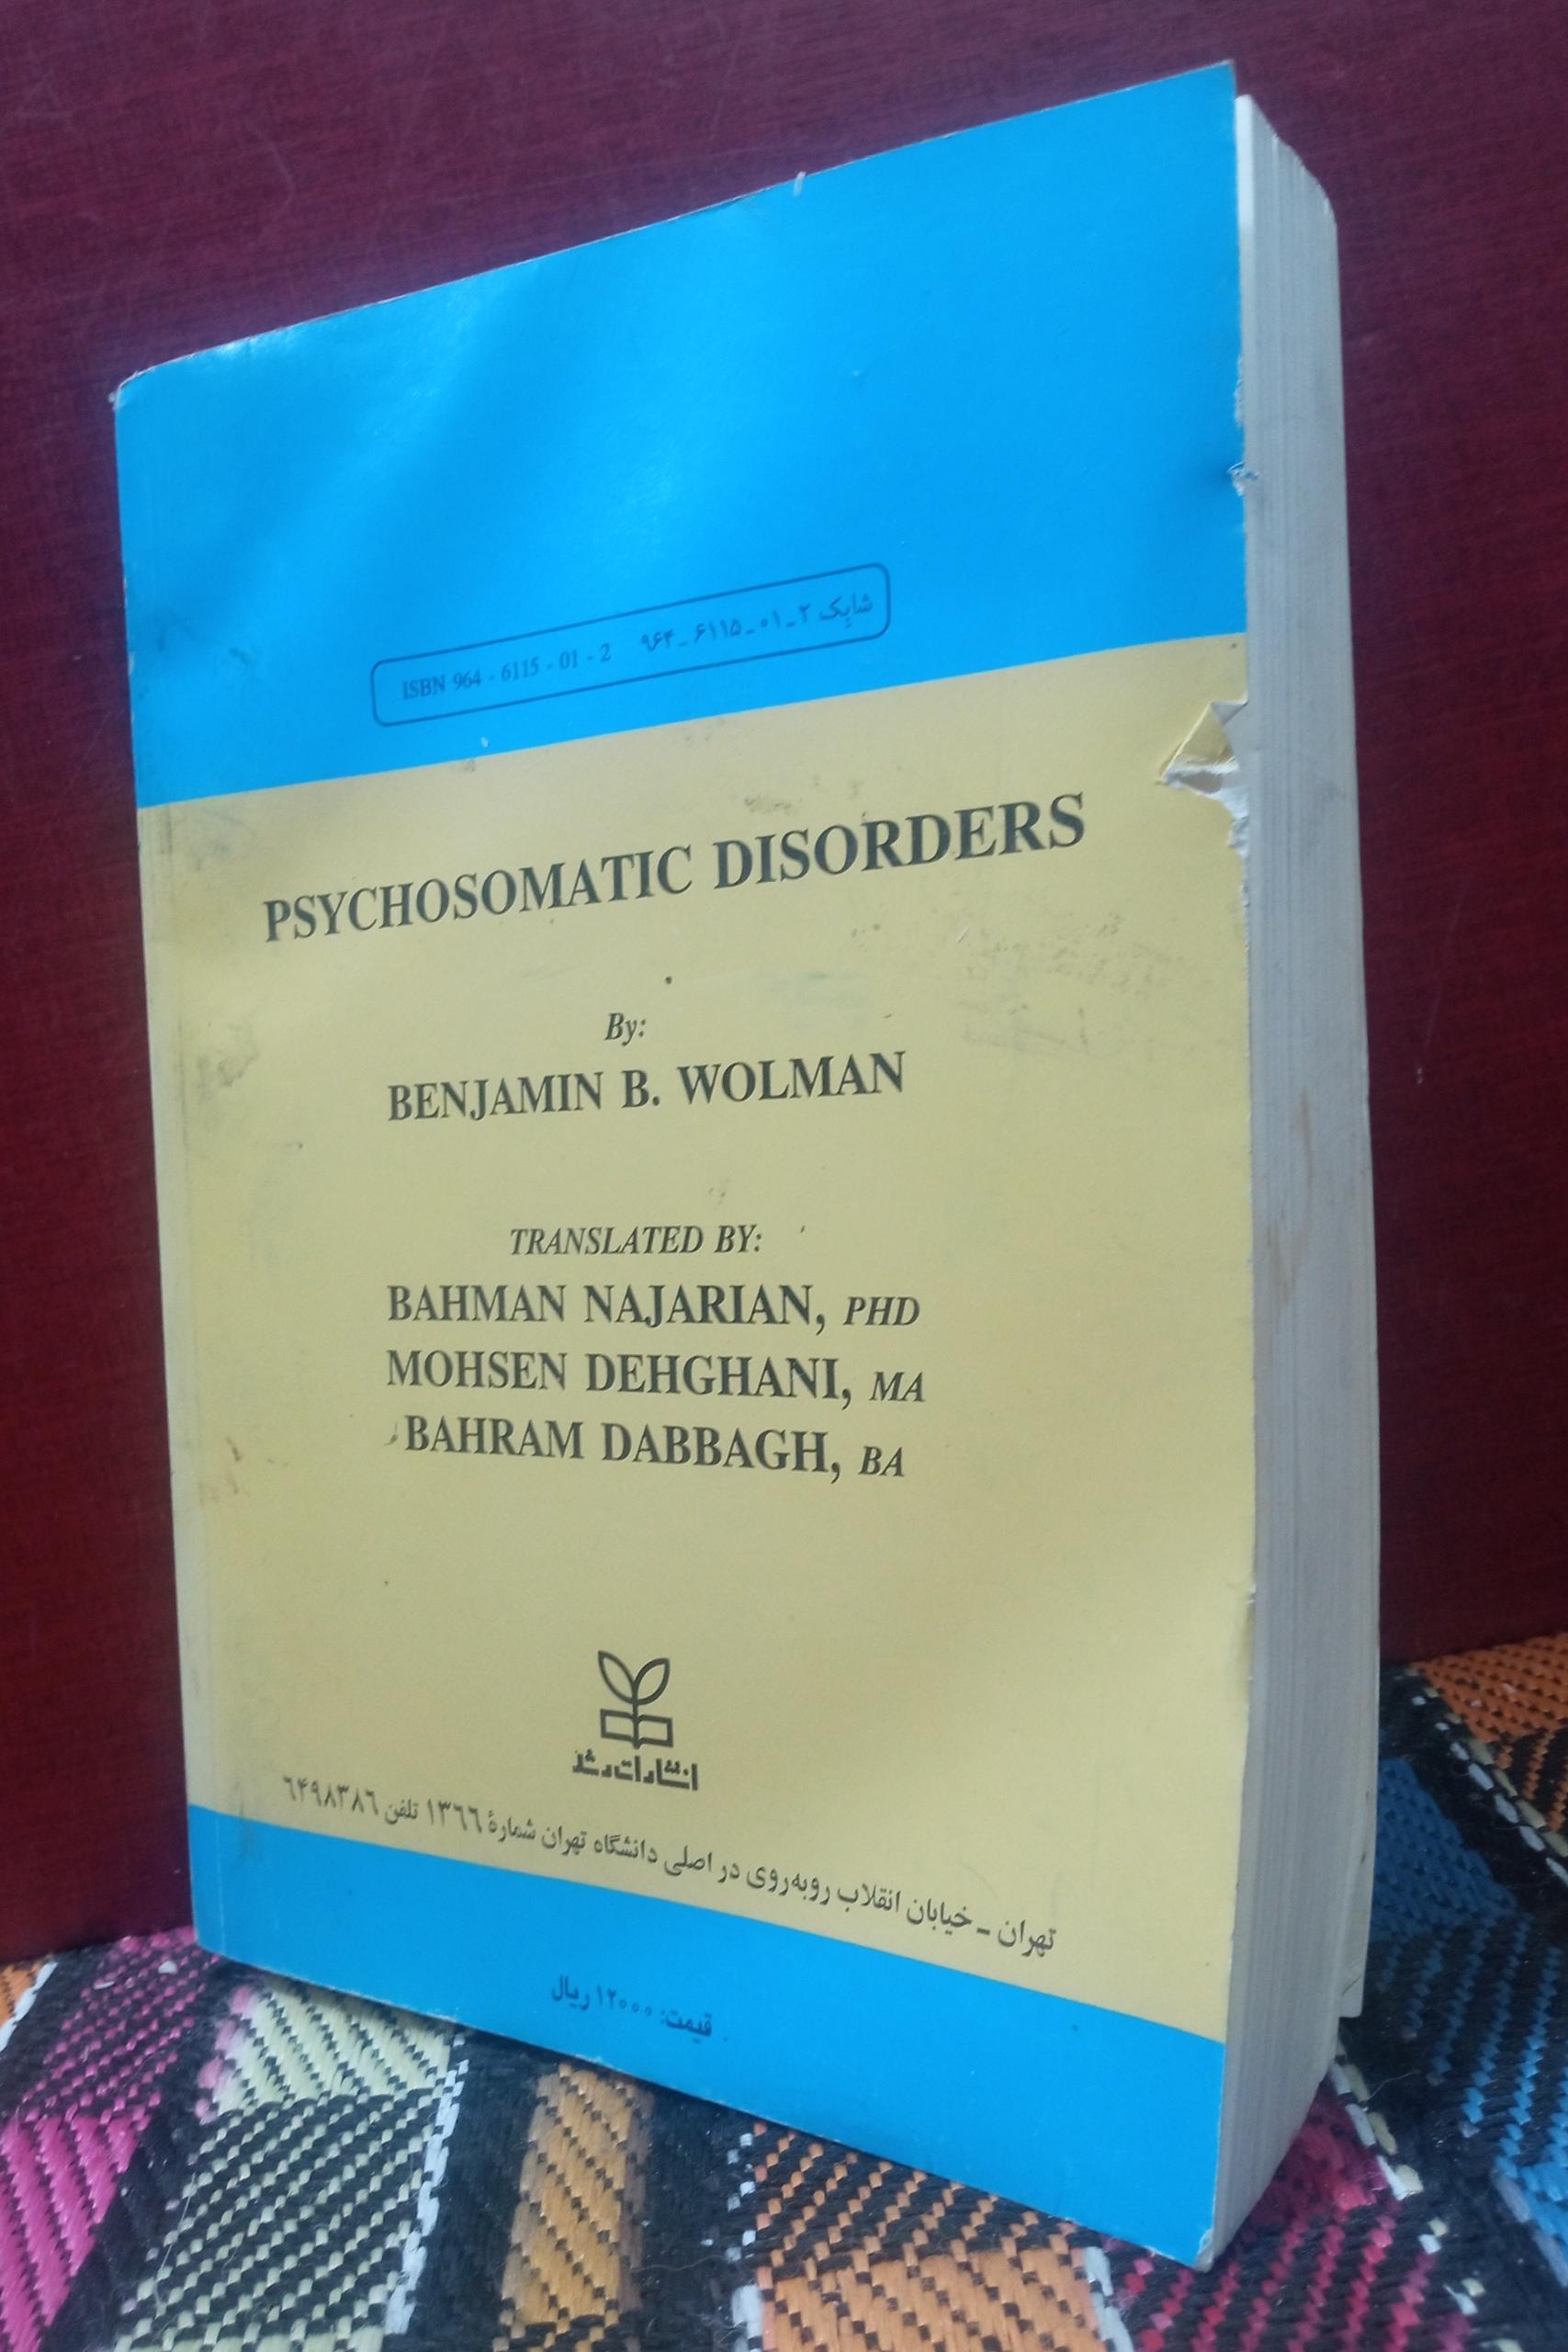 ISBN 964 - 6115 - 01 - 2 شابک ۲ـ۰۱ـ۶۱۱۵ـ۹۶۴
PSYCHOSOMATIC DISORDERS
By:
BENJAMIN B. WOLMAN
TRANSLATED BY:
BAHMAN NAJARIAN, PHD
MOHSEN DEHGHANI, MA
BAHRAM DABBAGH, BA
انتشارات رشد
تهران ـ خیابان انقلاب روبه‌روی در اصلی دانشگاه تهران شمارهٔ ۱۳۶۶ تلفن ۶۴۹۸۳۸۶
قیمت: ۱۲۰۰۰ ریال